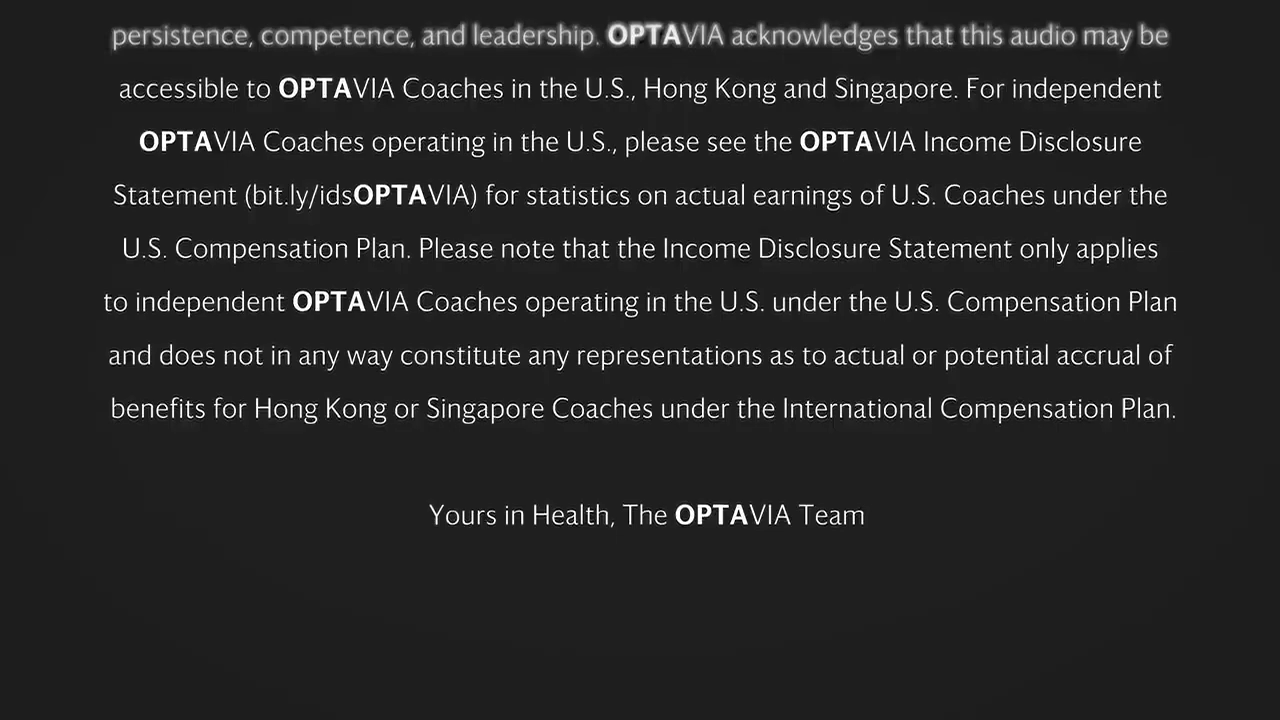 persistence, competence, and leadership. OPTAVIA acknowledges that this audio may be
accessible to OPTAVIA Coaches in the U.S., Hong Kong and Singapore. For independent
OPTAVIA Coaches operating in the U.S., please see the OPTAVIA Income Disclosure
Statement (bit.ly/idsOPTAVIA) for statistics on actual earnings of U.S. Coaches under the
U.S. Compensation Plan. Please note that the Income Disclosure Statement only applies
to independent OPTAVIA Coaches operating in the U.S. under the U.S. Compensation Plan
and does not in any way constitute any representations as to actual or potential accrual of
benefits for Hong Kong or Singapore Coaches under the International Compensation Plan.
Yours in Health, The OPTAVIA Team